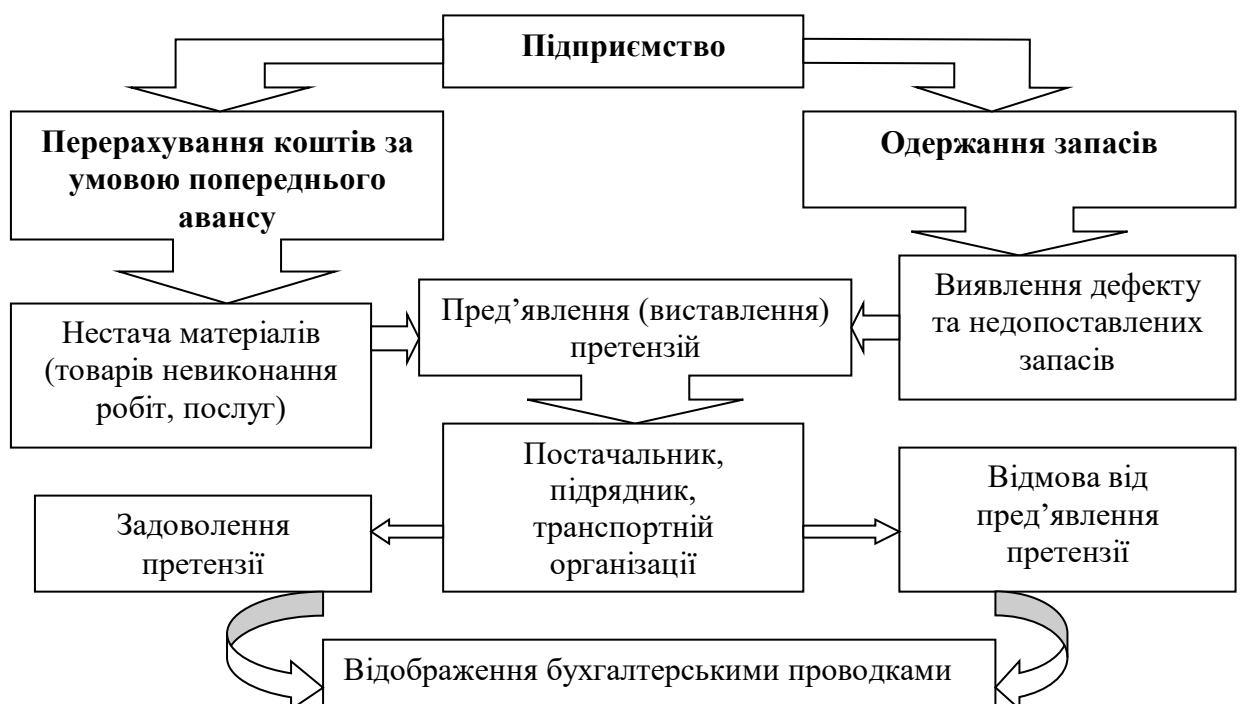 Підприємство
Перерахування коштів за
умовою попереднього
авансу
Одержання запасів
Нестача матеріалів
(товарів невиконання
робіт, послуг)
Пред’явлення (виставлення)
претензій
Виявлення дефекту
та недопоставлених
запасів
Постачальник,
підрядник,
транспортній
організації
Задоволення
претензії
Відмова від
пред’явлення
претензії
Відображення бухгалтерськими проводками